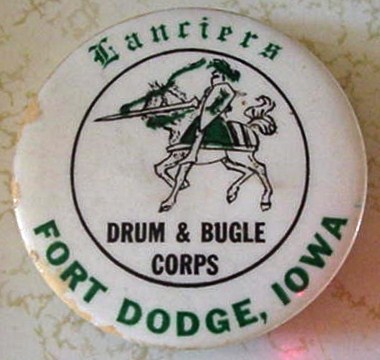 Lanciers
DRUM & BUGLE
CORPS
FORT DODGE, IOWA